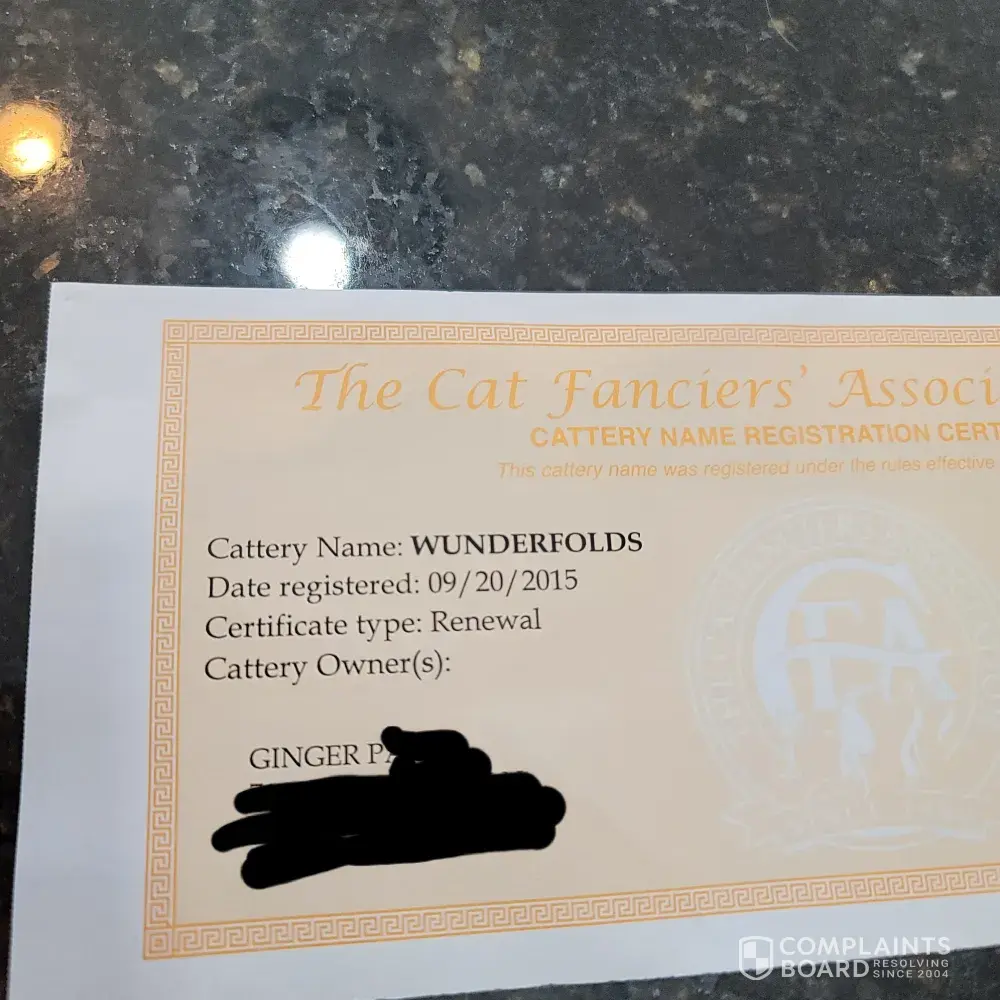 The Cat Fanciers' Associ
CATTERY NAME REGISTRATION CERT
This cattery name was registered under the rules effective
Cattery Name: WUNDERFOLDS
Date registered: 09/20/2015
Certificate type: Renewal
Cattery Owner(s):
GINGER
CFA
COMPLAINTS
BOARD RESOLVING
SINCE 2004